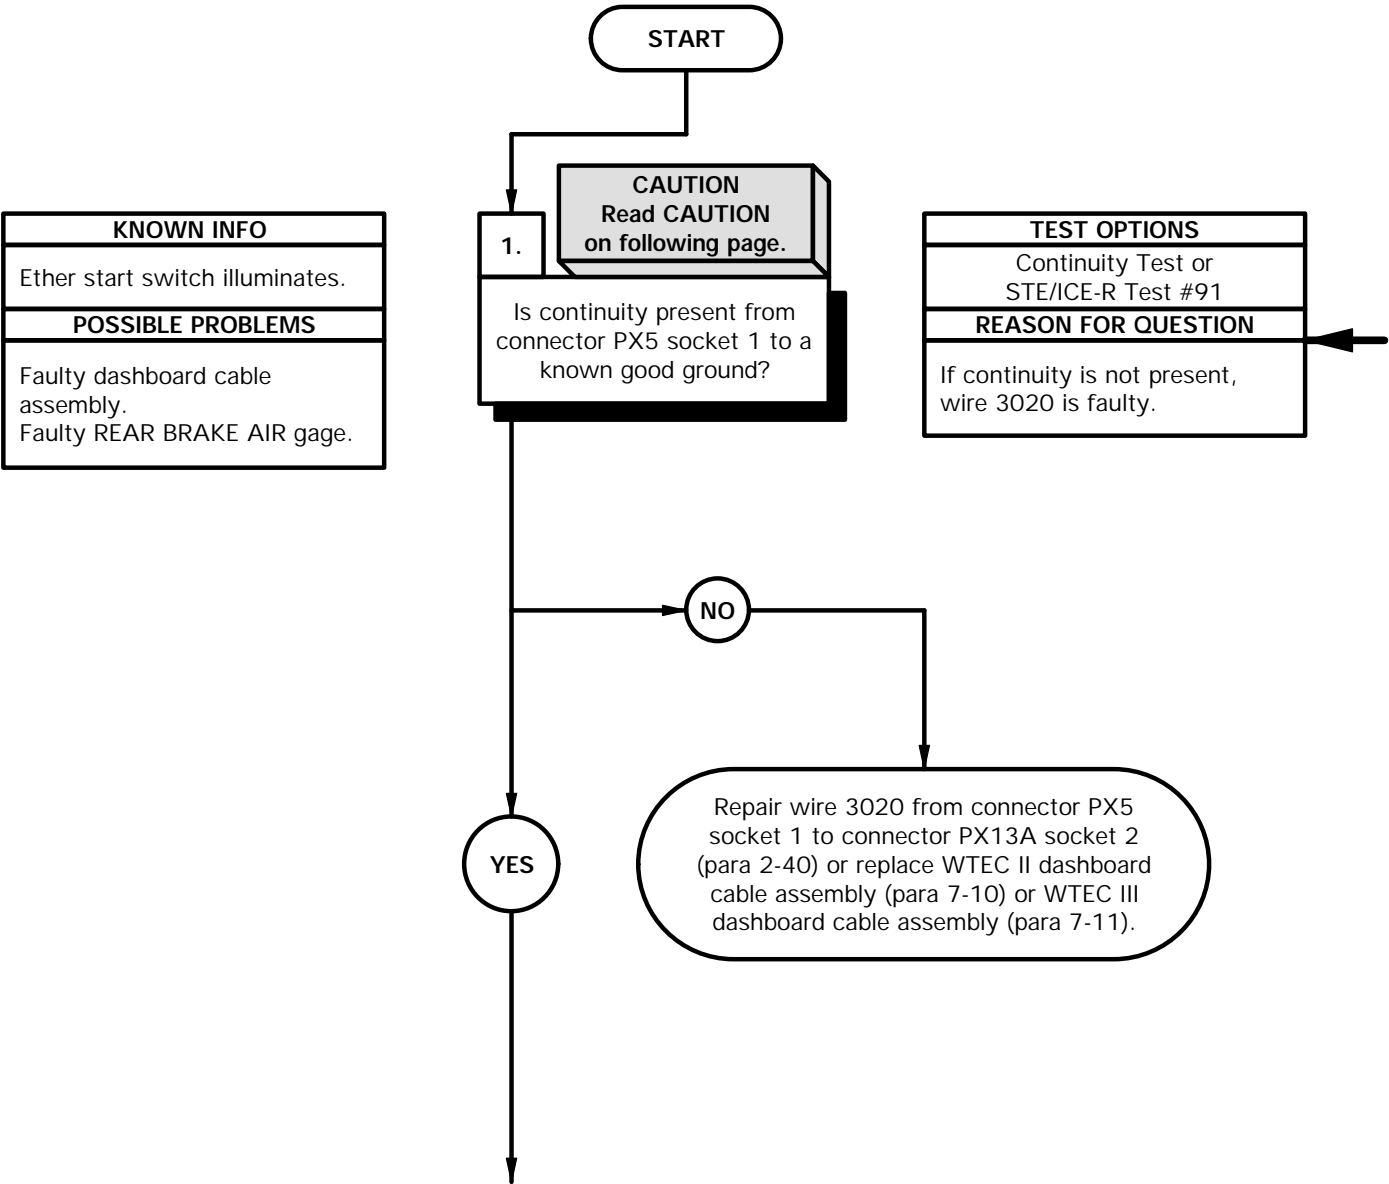 START
CAUTION
Read CAUTION
on following page.
1.
Is continuity present from
connector PX5 socket 1 to a
known good ground?
KNOWN INFO
Ether start switch illuminates.
POSSIBLE PROBLEMS
Faulty dashboard cable
assembly.
Faulty REAR BRAKE AIR gage.
TEST OPTIONS
Continuity Test or
STE/ICE-R Test #91
REASON FOR QUESTION
If continuity is not present,
wire 3020 is faulty.
NO
Repair wire 3020 from connector PX5
socket 1 to connector PX13A socket 2
(para 2-40) or replace WTEC II dashboard
cable assembly (para 7-10) or WTEC III
dashboard cable assembly (para 7-11).
YES